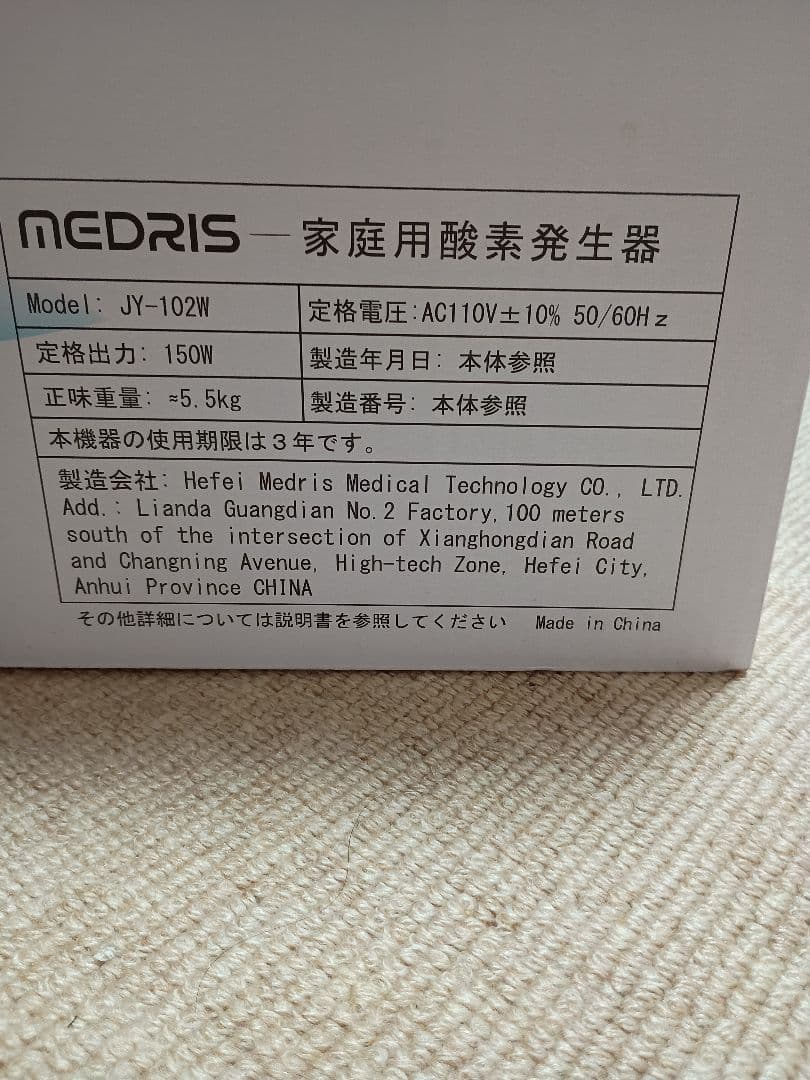 MEDRIS—家庭用酸素発生器
Model: JY-102W 定格電圧:AC110V±10% 50/60Hz
定格出力: 150W 製造年月日: 本体参照
正味重量: ≈5.5kg 製造番号: 本体参照
本機器の使用期限は3年です。
製造会社: Hefei Medris Medical Technology CO., LTD.
Add.: Lianda Guangdian No.2 Factory,100 meters
south of the intersection of Xianghongdian Road
and Changning Avenue, High-tech Zone, Hefei City,
Anhui Province CHINA
その他詳細については説明書を参照してください Made in China